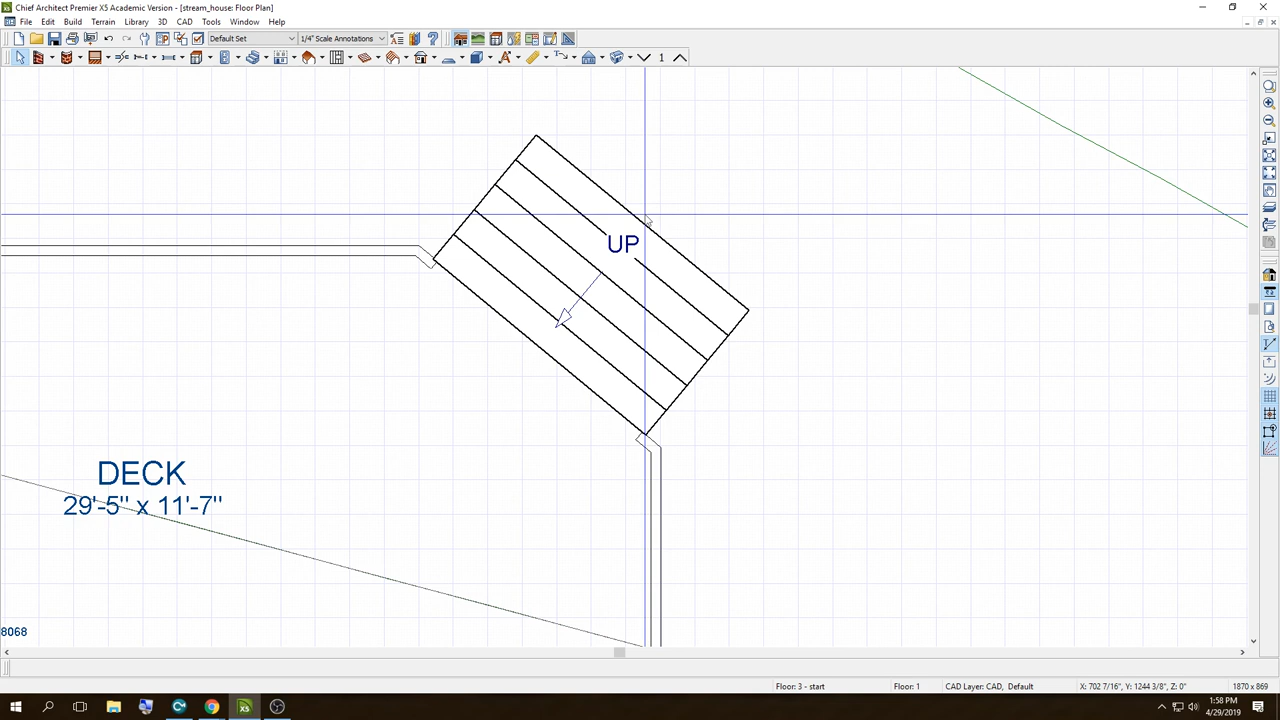 Chief Architect Premier X5 Academic Version - [stream_house: Floor Plan]
File Edit Build Terrain Library 3D CAD Tools Window Help
Default Set 1/4" Scale Annotations
1
UP
DECK
29'-5" x 11'-7"
8068
Floor: 3 - start Floor: 1 CAD Layer: CAD, Default X: 702 7/16", Y: 1244 3/8", Z: 0" 1870 x 869
X5
1:58 PM
4/29/2019